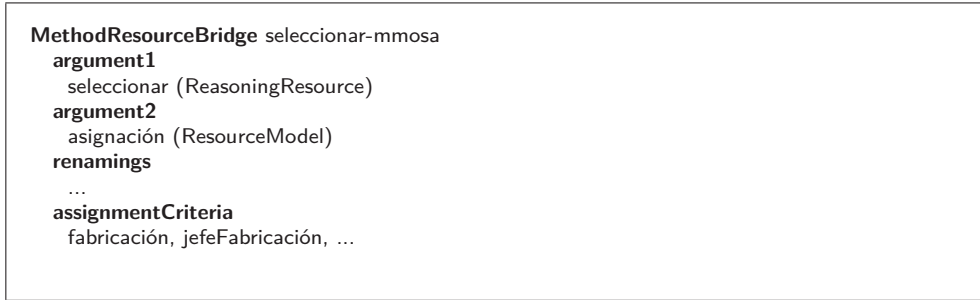 MethodResourceBridge seleccionar-mmosa
argument1
seleccionar (ReasoningResource)
argument2
asignación (ResourceModel)
renamings
...
assignmentCriteria
fabricación, jefeFabricación, ...